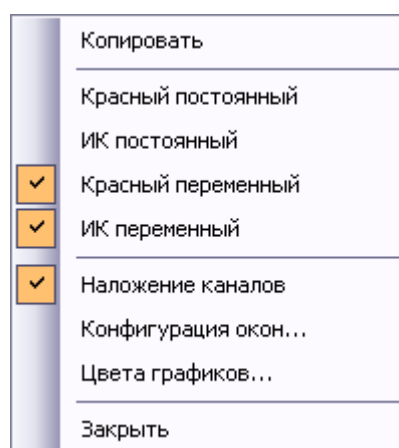 Копировать
Красный постоянный
ИК постоянный
Красный переменный
ИК переменный
Наложение каналов
Конфигурация окон...
Цвета графиков...
Закрыть